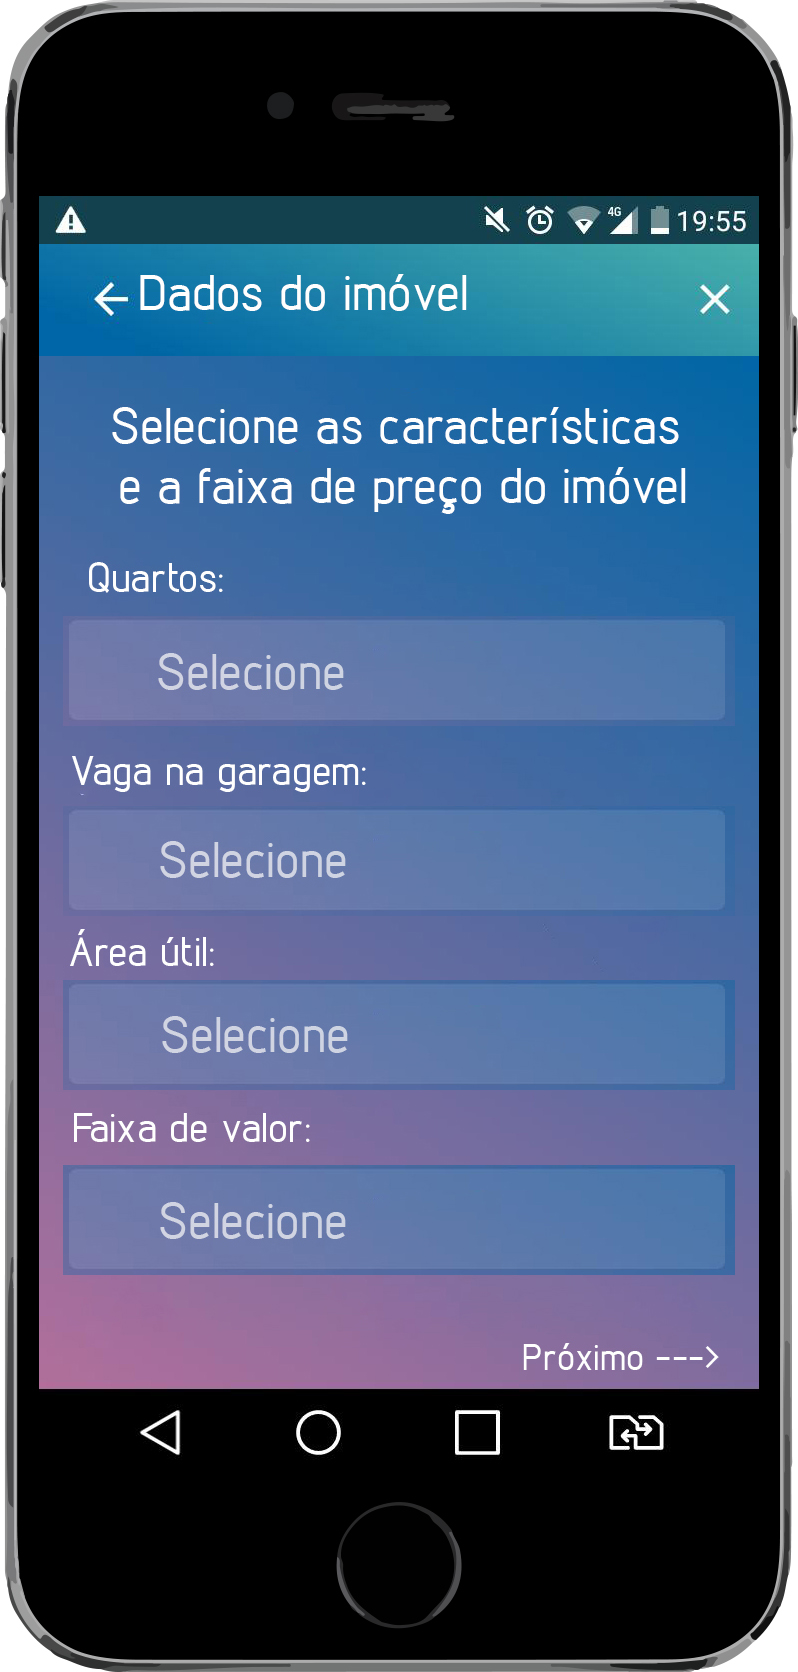 4G 19:55
Dados do imóvel
Selecione as características
e a faixa de preço do imóvel
Quartos:
Selecione
Vaga na garagem:
Selecione
Área útil:
Selecione
Faixa de valor:
Selecione
Próximo --->